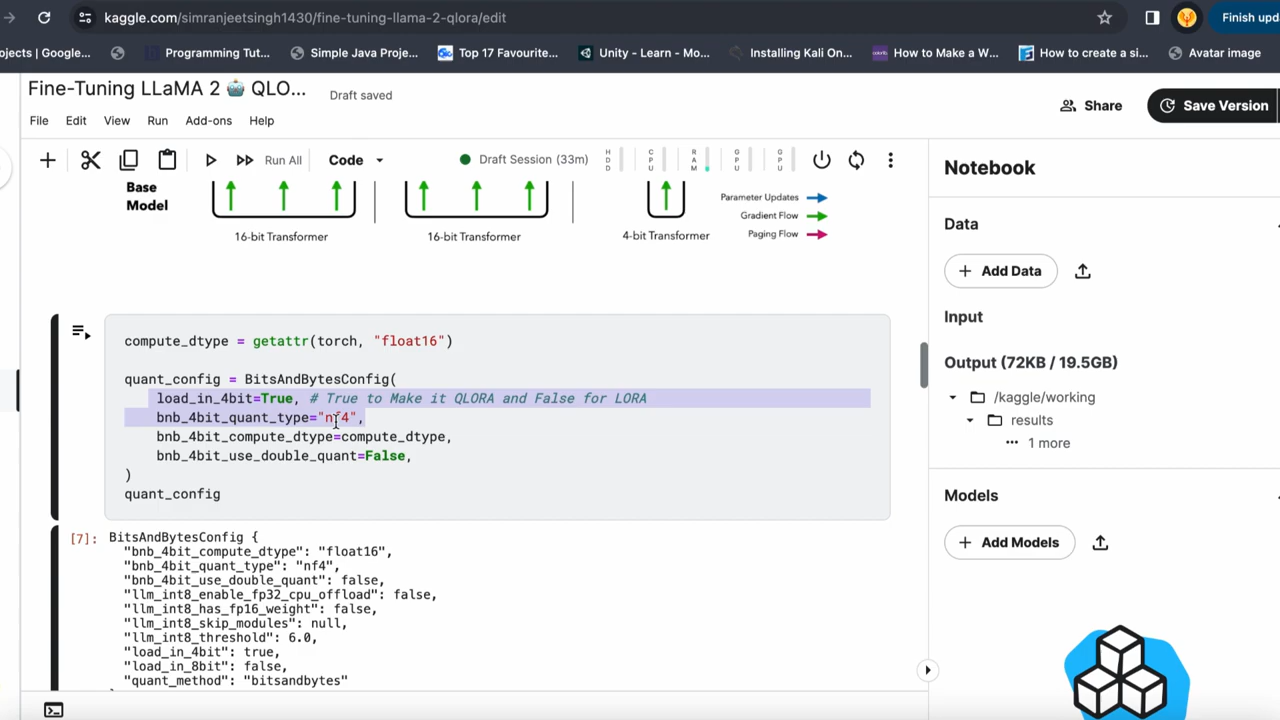 kaggle.com/simranjeetsingh1430/fine-tuning-llama-2-qlora/edit
Finish upd
ojects | Google...
Programming Tut...
Simple Java Proje...
Top 17 Favourite...
Unity - Learn - Mo...
Installing Kali On...
How to Make a W...
How to create a si...
Avatar image
Fine-Tuning LLaMA 2 🤖 QLO...
Draft saved
Share
Save Version
File Edit View Run Add-ons Help
Run All
Code
Draft Session (33m)
HDD
CPU
RAM
GPU
GPU
Base
Model
16-bit Transformer
16-bit Transformer
4-bit Transformer
Parameter Updates
Gradient Flow
Paging Flow
compute_dtype = getattr(torch, "float16")
quant_config = BitsAndBytesConfig(
load_in_4bit=True, # True to Make it QLORA and False for LORA
bnb_4bit_quant_type="nf4",
bnb_4bit_compute_dtype=compute_dtype,
bnb_4bit_use_double_quant=False,
)
quant_config
[7]:
BitsAndBytesConfig {
"bnb_4bit_compute_dtype": "float16",
"bnb_4bit_quant_type": "nf4",
"bnb_4bit_use_double_quant": false,
"llm_int8_enable_fp32_cpu_offload": false,
"llm_int8_has_fp16_weight": false,
"llm_int8_skip_modules": null,
"llm_int8_threshold": 6.0,
"load_in_4bit": true,
"load_in_8bit": false,
"quant_method": "bitsandbytes"
Notebook
Data
+ Add Data
Input
Output (72KB / 19.5GB)
/kaggle/working
results
1 more
Models
+ Add Models